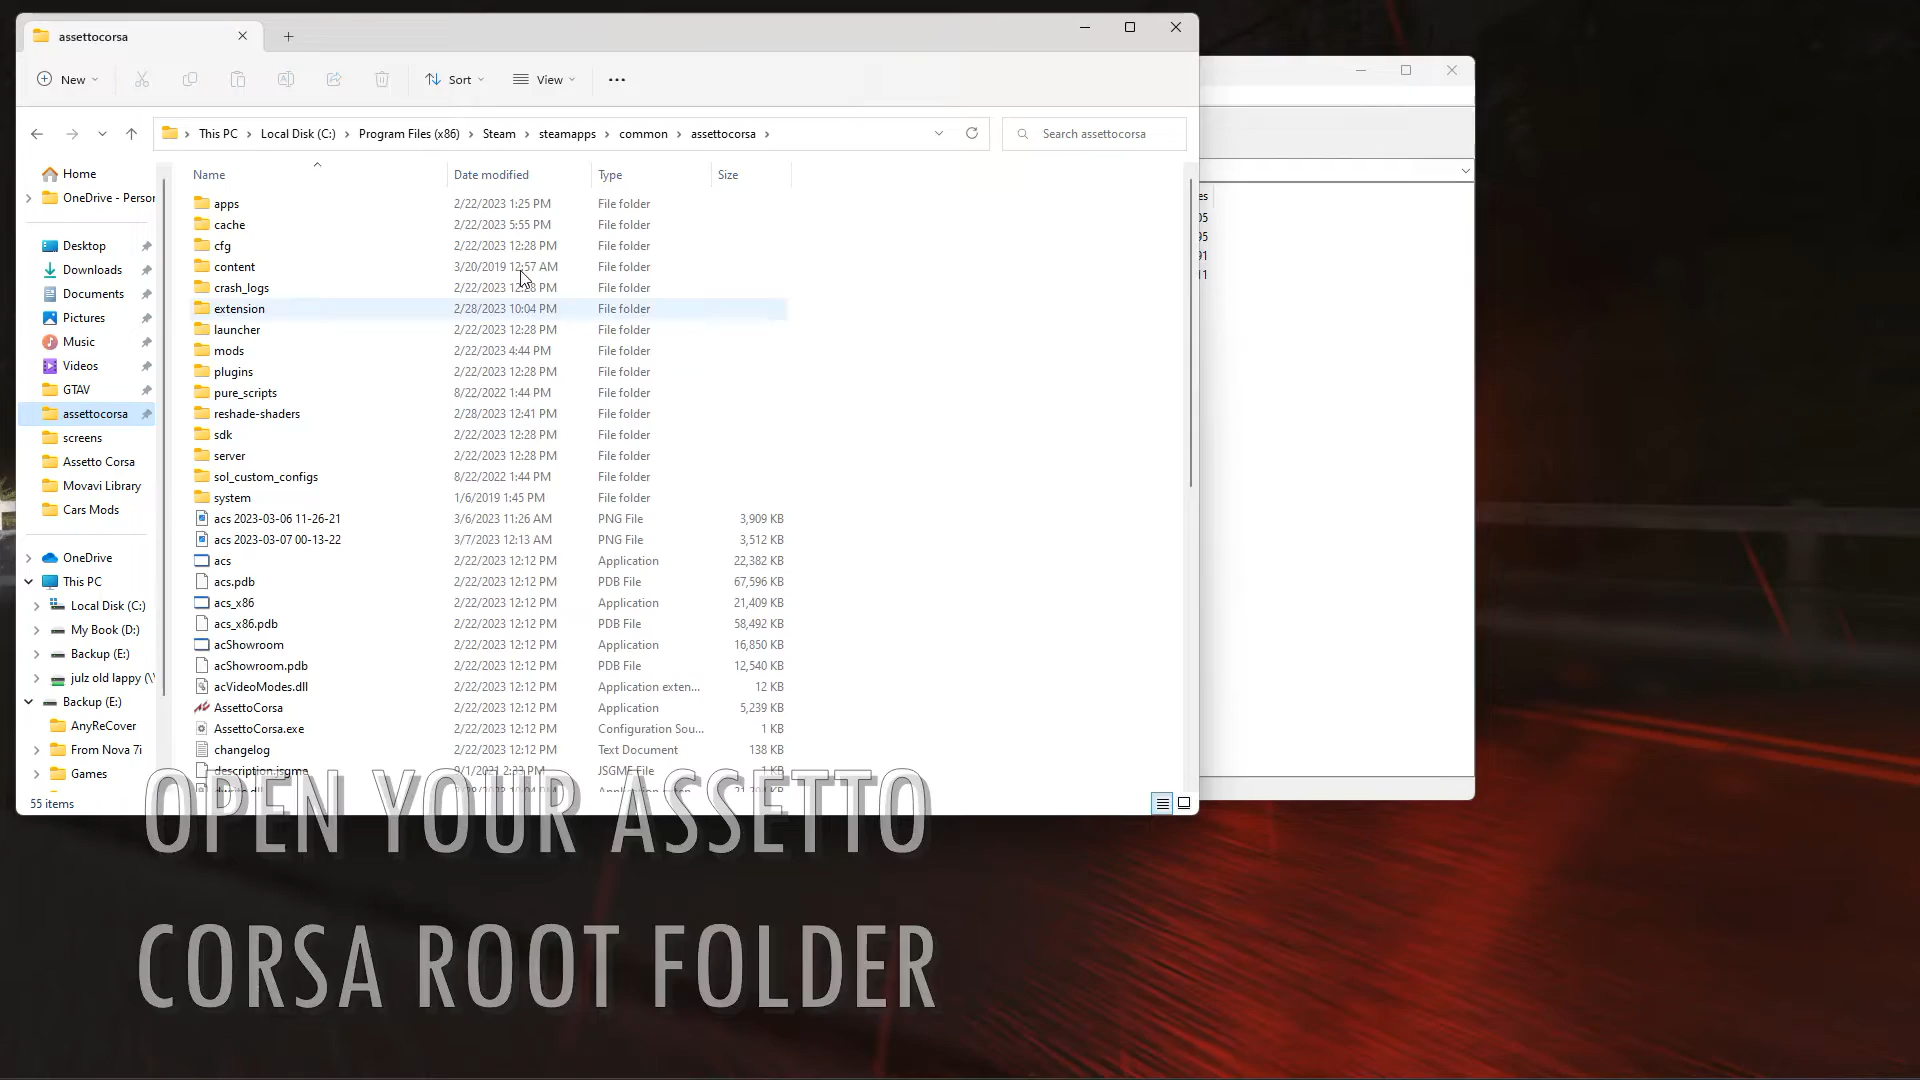 assettocorsa
New
Sort
View
This PC
Local Disk (C:)
Program Files (x86)
Steam
steamapps
common
assettocorsa
Search assettocorsa
Name Date modified Type Size
Home
OneDrive - Person
Desktop
Downloads
Documents
Pictures
Music
Videos
GTAV
assettocorsa
screens
Assetto Corsa
Movavi Library
Cars Mods
OneDrive
This PC
Local Disk (C:)
My Book (D:)
Backup (E:)
julz old lappy (\\
Backup (E:)
AnyReCover
From Nova 7i
Games
apps 2/22/2023 1:25 PM File folder
cache 2/22/2023 5:55 PM File folder
cfg 2/22/2023 12:28 PM File folder
content 3/20/2019 12:57 AM File folder
crash_logs 2/22/2023 12:28 PM File folder
extension 2/28/2023 10:04 PM File folder
launcher 2/22/2023 12:28 PM File folder
mods 2/22/2023 4:44 PM File folder
plugins 2/22/2023 12:28 PM File folder
pure_scripts 8/22/2022 1:44 PM File folder
reshade-shaders 2/28/2023 12:41 PM File folder
sdk 2/22/2023 12:28 PM File folder
server 2/22/2023 12:28 PM File folder
sol_custom_configs 8/22/2022 1:44 PM File folder
system 1/6/2019 1:45 PM File folder
acs 2023-03-06 11-26-21 3/6/2023 11:26 AM PNG File 3,909 KB
acs 2023-03-07 00-13-22 3/7/2023 12:13 AM PNG File 3,512 KB
acs 2/22/2023 12:12 PM Application 22,382 KB
acs.pdb 2/22/2023 12:12 PM PDB File 67,596 KB
acs_x86 2/22/2023 12:12 PM Application 21,409 KB
acs_x86.pdb 2/22/2023 12:12 PM PDB File 58,492 KB
acShowroom 2/22/2023 12:12 PM Application 16,850 KB
acShowroom.pdb 2/22/2023 12:12 PM PDB File 12,540 KB
acVideoModes.dll 2/22/2023 12:12 PM Application exten... 12 KB
AssettoCorsa 2/22/2023 12:12 PM Application 5,239 KB
AssettoCorsa.exe 2/22/2023 12:12 PM Configuration Sou... 1 KB
changelog 2/22/2023 12:12 PM Text Document 138 KB
description.jsgme 9/1/2021 2:33 PM JSGME File 1 KB
55 items
es
05
95
91
11
OPEN YOUR ASSETTO
CORSA ROOT FOLDER